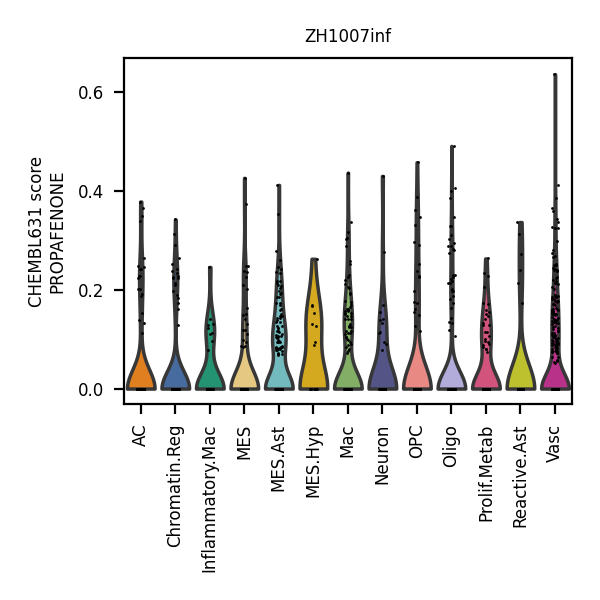 ZH1007inf
CHEMBL631 score
PROPAFENONE
0.6
0.4
0.2
0.0
AC
Chromatin.Reg
Inflammatory.Mac
MES
MES.Ast
MES.Hyp
Mac
Neuron
OPC
Oligo
Prolif.Metab
Reactive.Ast
Vasc